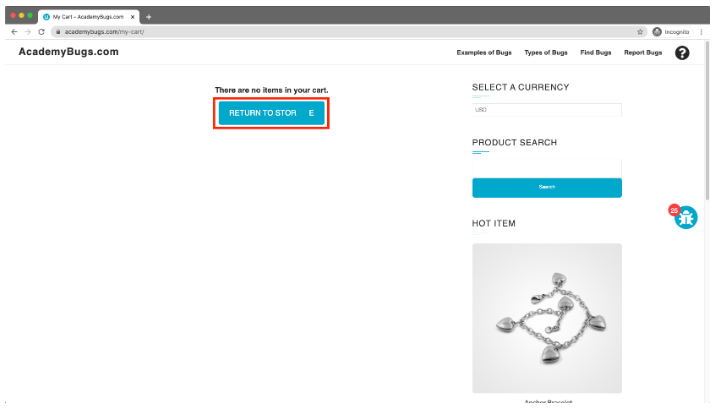 My Cart – AcademyBugs.com
academybugs.com/my-cart/
Incognito
AcademyBugs.com
Examples of Bugs
Types of Bugs
Find Bugs
Report Bugs
?
There are no items in your cart.
RETURN TO STOR E
SELECT A CURRENCY
USD
PRODUCT SEARCH
Search
25
HOT ITEM
Anchor Bracelet